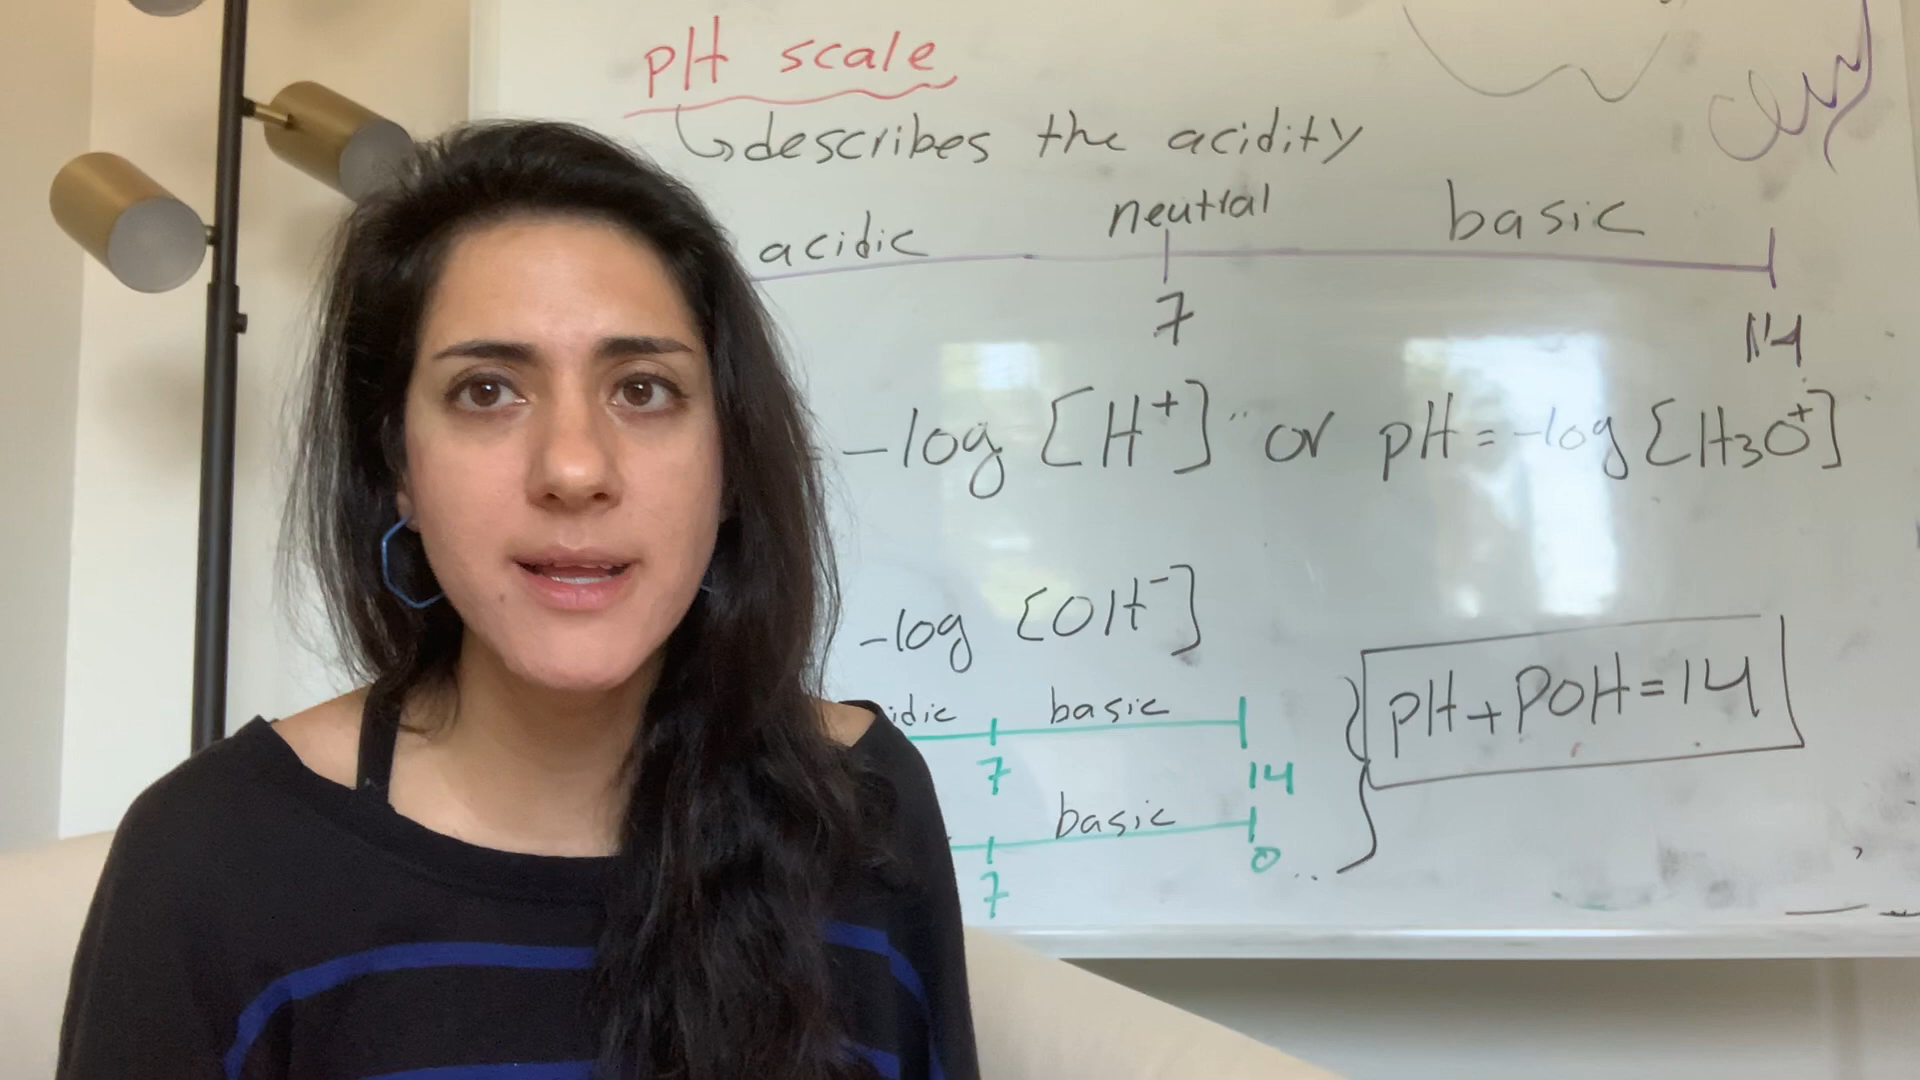 pH scale
↳describes the acidity
acidic neutral basic
7 14
-log [H⁺] or pH = -log [H₃O⁺]
-log [OH⁻]
idic basic
7 14
pH + POH = 14
basic
7 0